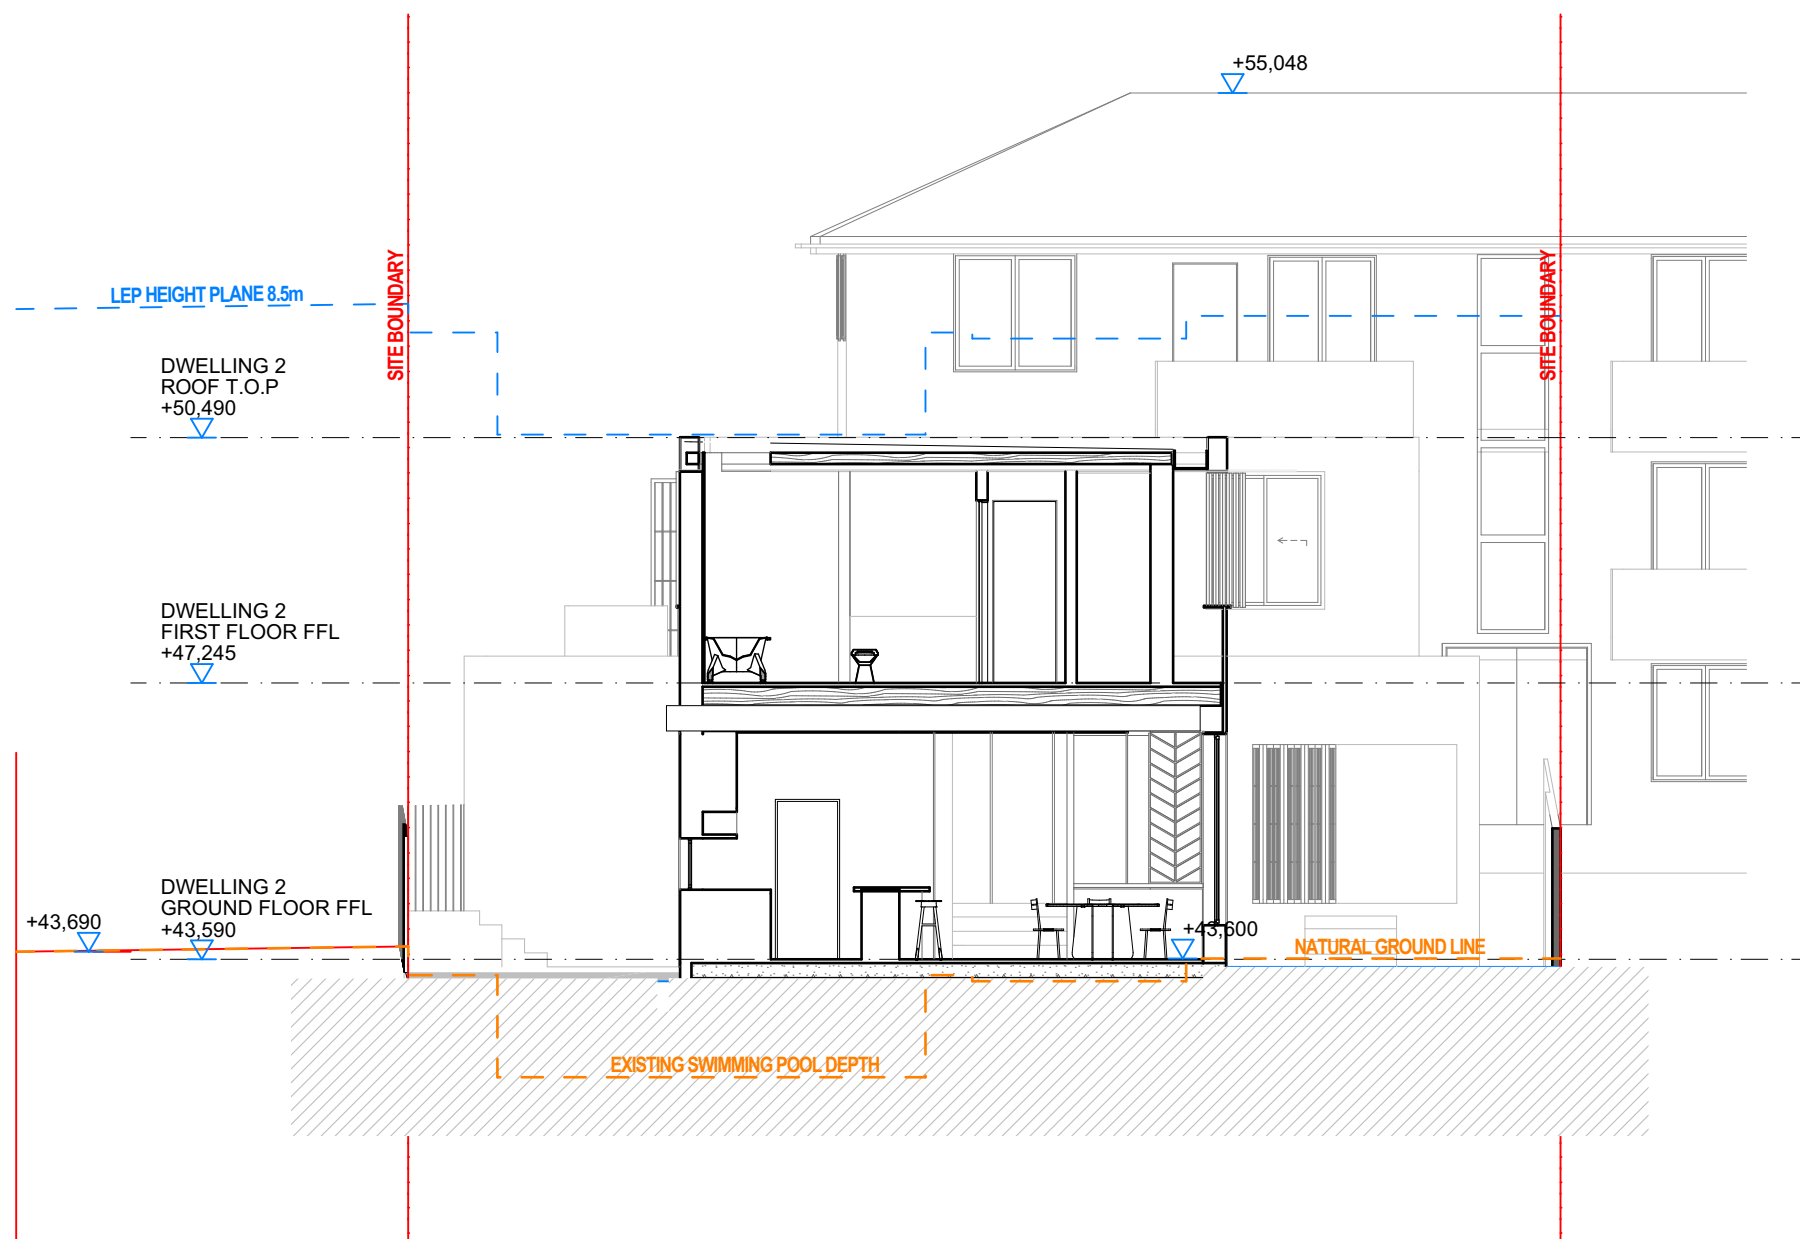 +55,048
SITE BOUNDARY
SITE BOUNDARY
LEP HEIGHT PLANE 8.5m
DWELLING 2
ROOF T.O.P
+50,490
DWELLING 2
FIRST FLOOR FFL
+47,245
DWELLING 2
GROUND FLOOR FFL
+43,590
+43,690
+43,600
NATURAL GROUND LINE
EXISTING SWIMMING POOL DEPTH